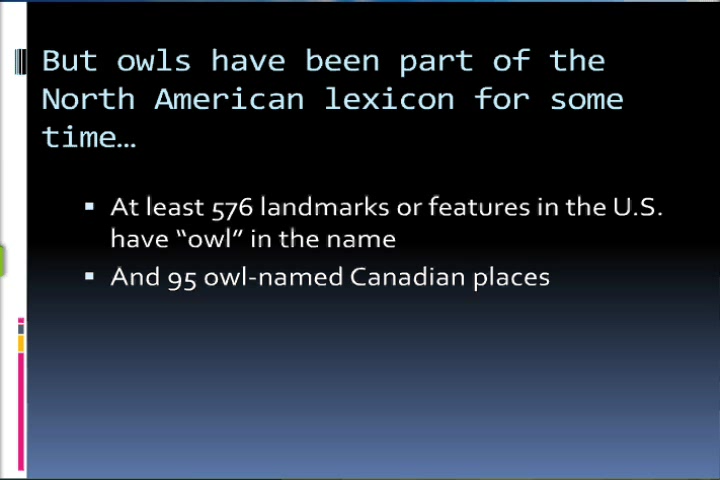 But owls have been part of the
North American lexicon for some
time…
▪ At least 576 landmarks or features in the U.S.
have “owl” in the name
▪ And 95 owl-named Canadian places